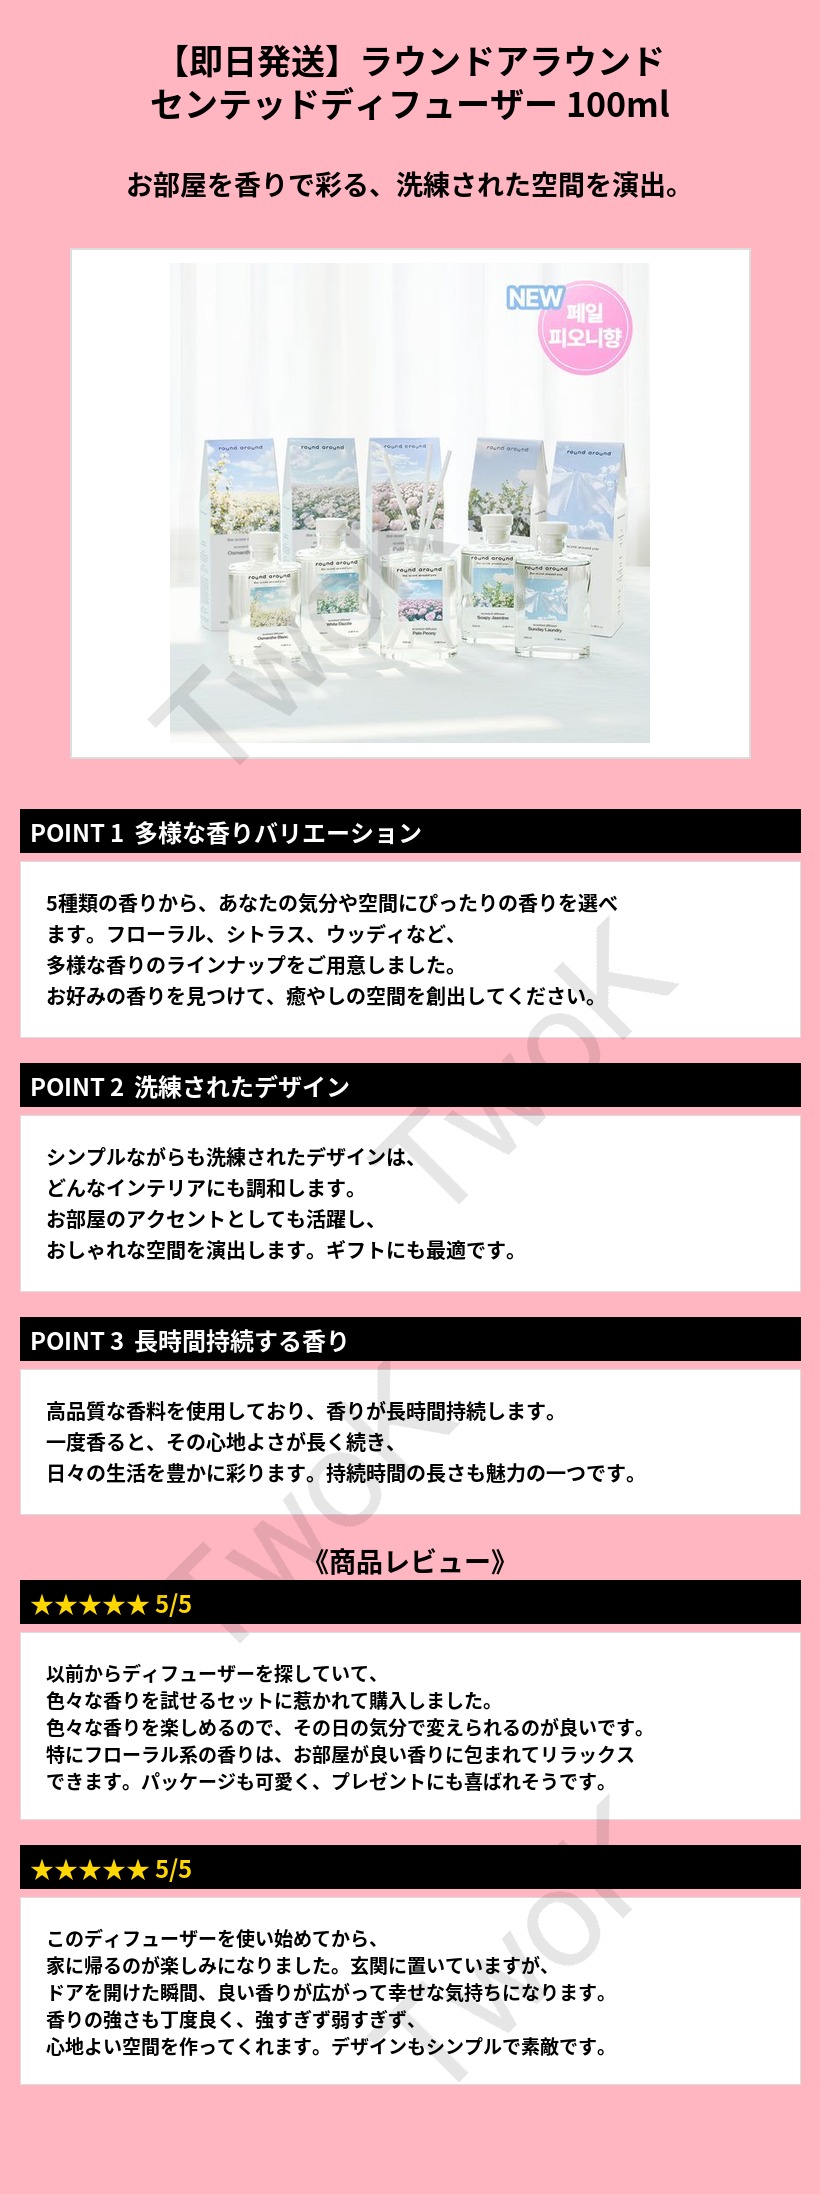 【即日発送】ラウンドアラウンド
センテッドディフューザー 100ml
お部屋を香りで彩る、洗練された空間を演出。
NEW
페일
피오니향
round around
round around
round around
round around
round around
round around
the scent around you
Osmanthe Blanc
round around
White Dazzle
round around
the scent around you
Pale Peony
round around
the scent around you
Soapy Jasmine
round around
the scent around you
Sunday Laundry
TwoK
POINT 1 多様な香りバリエーション
5種類の香りから、あなたの気分や空間にぴったりの香りを選べ
ます。フローラル、シトラス、ウッディなど、
多様な香りのラインナップをご用意しました。
お好みの香りを見つけて、癒やしの空間を創出してください。
TwoK
POINT 2 洗練されたデザイン
シンプルながらも洗練されたデザインは、
どんなインテリアにも調和します。
お部屋のアクセントとしても活躍し、
おしゃれな空間を演出します。ギフトにも最適です。
POINT 3 長時間持続する香り
高品質な香料を使用しており、香りが長時間持続します。
一度香ると、その心地よさが長く続き、
日々の生活を豊かに彩ります。持続時間の長さも魅力の一つです。
TwoK
《商品レビュー》
★★★★★ 5/5
以前からディフューザーを探していて、
色々な香りを試せるセットに惹かれて購入しました。
色々な香りを楽しめるので、その日の気分で変えられるのが良いです。
特にフローラル系の香りは、お部屋が良い香りに包まれてリラックス
できます。パッケージも可愛く、プレゼントにも喜ばれそうです。
★★★★★ 5/5
このディフューザーを使い始めてから、
家に帰るのが楽しみになりました。玄関に置いていますが、
ドアを開けた瞬間、良い香りが広がって幸せな気持ちになります。
香りの強さも丁度良く、強すぎず弱すぎず、
心地よい空間を作ってくれます。デザインもシンプルで素敵です。
TwoK